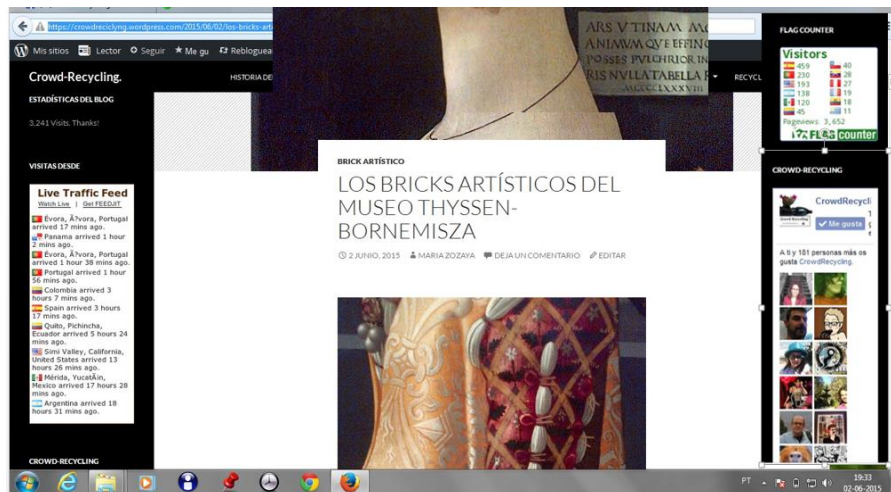 https://crowdreciclyng.wordpress.com/2015/06/02/los-bricks-art
Mis sitios Lector Seguir Me gu Rebloguea
Crowd-Recycling.
HISTORIA DE
RECYCL
ESTADÍSTICAS DEL BLOG
3,241 Visits. Thanks!
VISITAS DESDE
Live Traffic Feed
Watch Live | Get FEEDJIT
Évora, Ã?vora, Portugal
arrived 17 mins ago.
Panama arrived 1 hour
2 mins ago.
Évora, Ã?vora, Portugal
arrived 1 hour 38 mins ago.
Portugal arrived 1 hour
56 mins ago.
Colombia arrived 3
hours 7 mins ago.
Spain arrived 3 hours
17 mins ago.
Quito, Pichincha,
Ecuador arrived 5 hours 24
mins ago.
Simi Valley, California,
United States arrived 13
hours 26 mins ago.
Mérida, YucatÃ¡n,
Mexico arrived 17 hours 28
mins ago.
Argentina arrived 18
hours 31 mins ago.
CROWD-RECYCLING
ARS VTINAM MO
ANIMVM QVE EFFING
POSSES PVLCHRIOR IN
RIS NVLLA TABELLA F
MCCCCLXXXVIII
BRICK ARTÍSTICO
LOS BRICKS ARTÍSTICOS DEL
MUSEO THYSSEN-
BORNEMISZA
2 JUNIO, 2015 MARIA ZOZAYA DEJA UN COMENTARIO EDITAR
FLAG COUNTER
Visitors
459 40
230 28
193 27
138 19
120 18
45 11
Pageviews: 3,652
FLAG counter
CROWD-RECYCLING
CrowdRecycli
Me gusta
A ti y 181 personas más os
gusta CrowdRecycling.
PT
19:33
02-06-2015